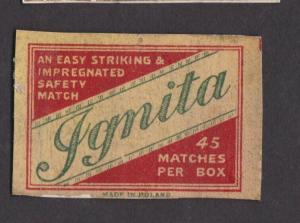 AN EASY STRIKING &
IMPREGNATED
SAFETY
MATCH
Ignita
45
MATCHES
PER BOX
MADE IN POLAND